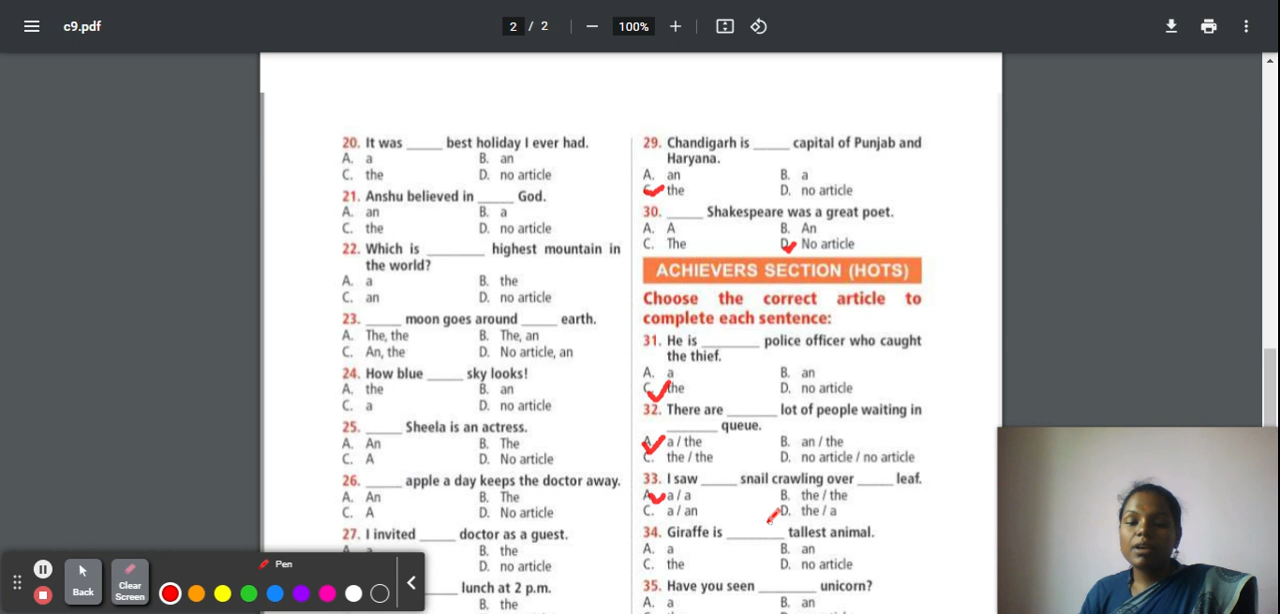 c9.pdf
2 / 2
100%
20. It was _____ best holiday I ever had.
A. a B. an
C. the D. no article
21. Anshu believed in _____ God.
A. an B. a
C. the D. no article
22. Which is ________ highest mountain in
the world?
A. a B. the
C. an D. no article
23. _____ moon goes around _____ earth.
A. The, the B. The, an
C. An, the D. No article, an
24. How blue _____ sky looks!
A. the B. an
C. a D. no article
25. _____ Sheela is an actress.
A. An B. The
C. A D. No article
26. _____ apple a day keeps the doctor away.
A. An B. The
C. A D. No article
27. I invited _____ doctor as a guest.
B. the
D. no article
lunch at 2 p.m.
B. the
29. Chandigarh is _____ capital of Punjab and
Haryana.
A. an B. a
the D. no article
30. _____ Shakespeare was a great poet.
A. A B. An
C. The D. No article
ACHIEVERS SECTION (HOTS)
Choose the correct article to
complete each sentence:
31. He is ________ police officer who caught
the thief.
A. a B. an
C. the D. no article
32. There are _______ lot of people waiting in
_______ queue.
A. a / the B. an / the
C. the / the D. no article / no article
33. I saw _____ snail crawling over _____ leaf.
A. a / a B. the / the
C. a / an D. the / a
34. Giraffe is ________ tallest animal.
A. a B. an
C. the D. no article
35. Have you seen ________ unicorn?
A. a B. an
Pen
Back
Clear
Screen